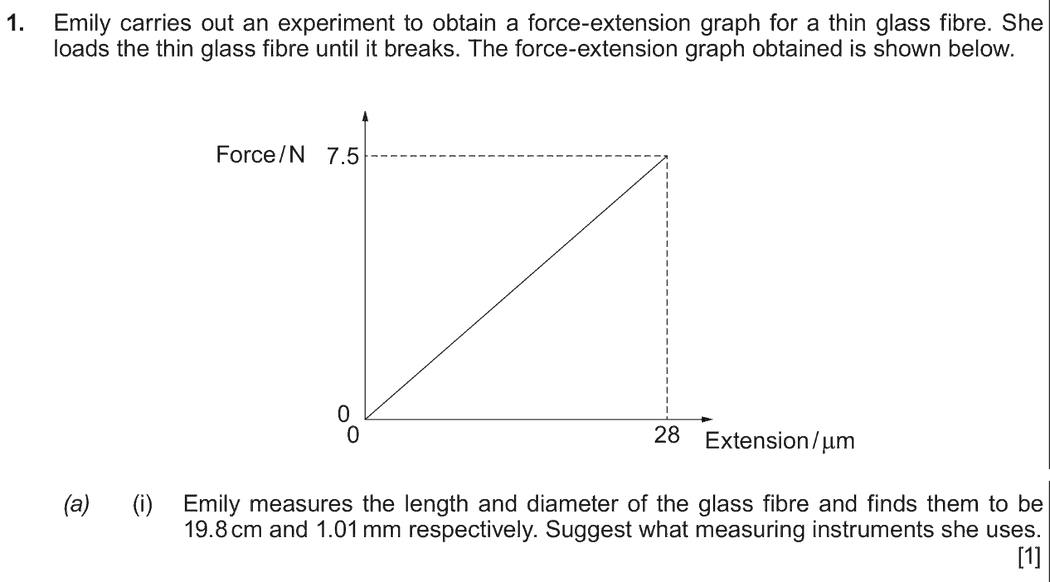 1. Emily carries out an experiment to obtain a force-extension graph for a thin glass fibre. She
loads the thin glass fibre until it breaks. The force-extension graph obtained is shown below.
Force/N 7.5
0
0 28 Extension/μm
(a) (i) Emily measures the length and diameter of the glass fibre and finds them to be
19.8 cm and 1.01 mm respectively. Suggest what measuring instruments she uses.
[1]